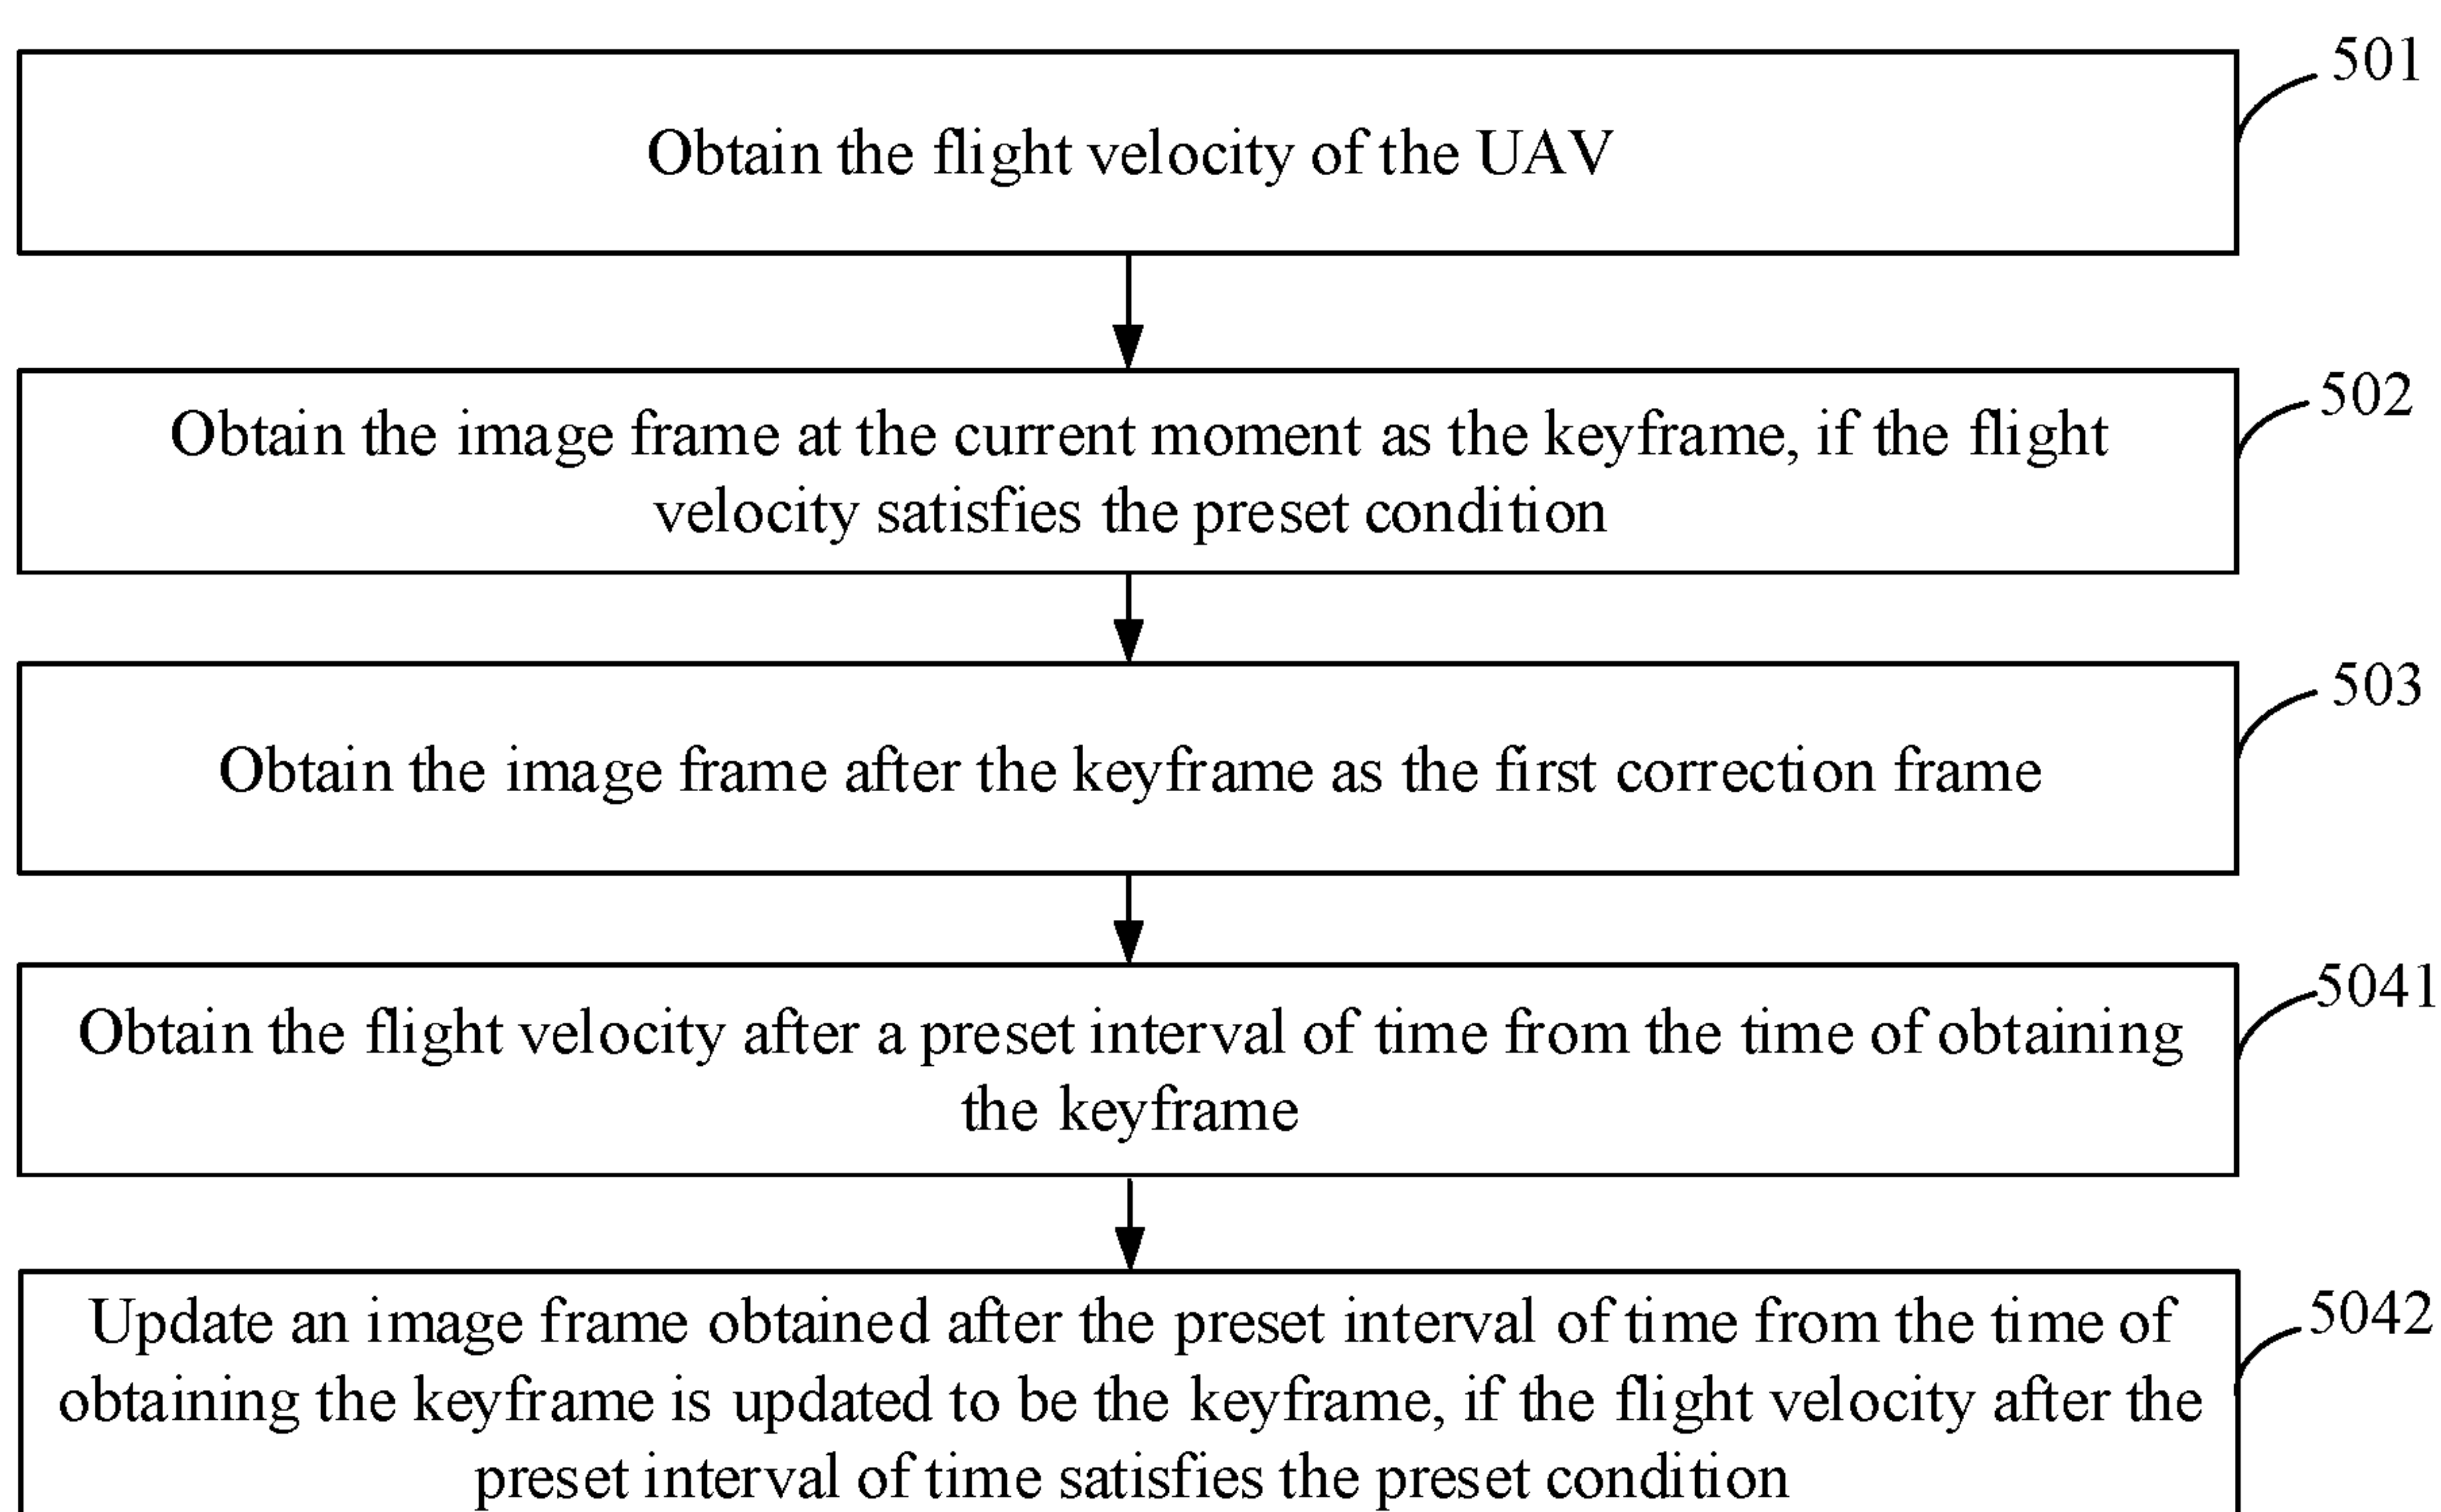 501
Obtain the flight velocity of the UAV
502
Obtain the image frame at the current moment as the keyframe, if the flight
velocity satisfies the preset condition
503
Obtain the image frame after the keyframe as the first correction frame
5041
Obtain the flight velocity after a preset interval of time from the time of obtaining
the keyframe
5042
Update an image frame obtained after the preset interval of time from the time of
obtaining the keyframe is updated to be the keyframe, if the flight velocity after the
preset interval of time satisfies the preset condition